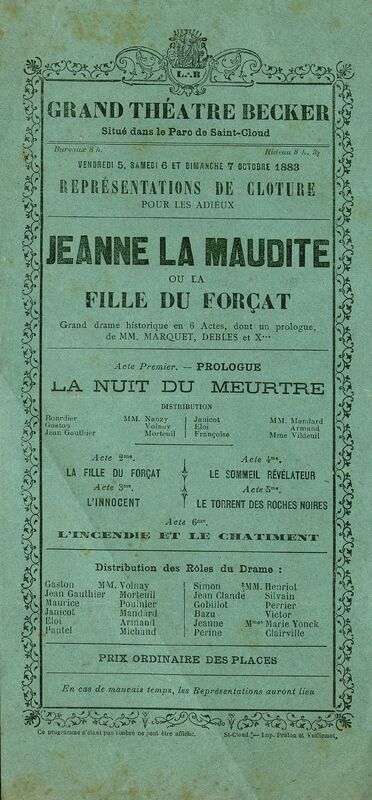 L∴B
GRAND THÉATRE BECKER
Situé dans le Parc de Saint-Cloud
Bureaux 8 h. Rideau 8 h. ½
VENDREDI 5, SAMEDI 6 ET DIMANCHE 7 OCTOBRE 1883
REPRÉSENTATIONS DE CLOTURE
POUR LES ADIEUX
JEANNE LA MAUDITE
OU LA
FILLE DU FORÇAT
Grand drame historique en 6 Actes, dont un prologue,
de MM. MARQUET, DEBLES et X***
Acte Premier. — PROLOGUE
LA NUIT DU MEURTRE
DISTRIBUTION
Bourdier MM. Nanzy Janicot MM. Mandard
Gaston Volnay Eloi Armand
Jean Gauthier Morteuil Françoise Mme Vildeuil
Acte 2me. Acte 4me.
LA FILLE DU FORÇAT LE SOMMEIL RÉVÉLATEUR
Acte 3me. Acte 5me.
L'INNOCENT LE TORRENT DES ROCHES NOIRES
Acte 6me.
L'INCENDIE ET LE CHATIMENT
Distribution des Rôles du Drame :
Gaston MM. Volnay Simon MM. Henriot
Jean Gauthier Morteuil Jean Claude Silvain
Maurice Poulnier Gobillot Perrier
Janicot Mandard Bazu Victor
Eloi Armand Jeanne Mmes Marie Yonck
Pautel Michaud Perine Clairville
PRIX ORDINAIRE DES PLACES
En cas de mauvais temps, les Représentations auront lieu
Ce programme n'étant pas timbré ne peut être affiché. St-Cloud. — Imp. Pralon et Vuillemot.